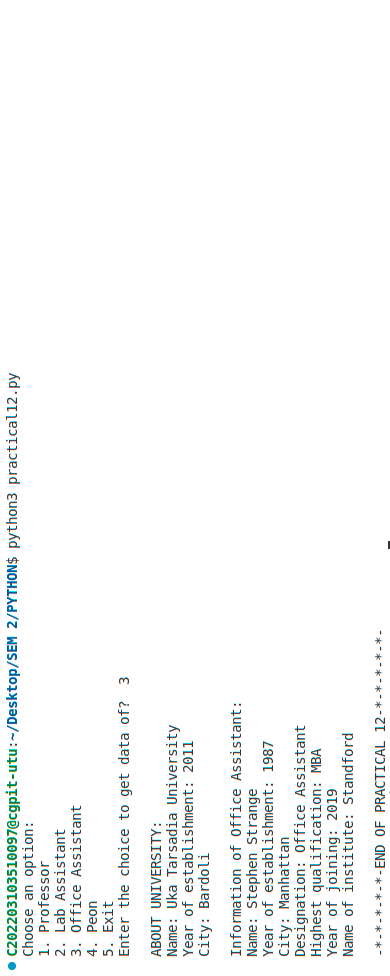 C202203103510097@cgpit-utu:~/Desktop/SEM 2/PYTHON$ python3 practical12.py
Choose an option:
1. Professor
2. Lab Assistant
3. Office Assistant
4. Peon
5. Exit
Enter the choice to get data of? 3
ABOUT UNIVERSITY:
Name: Uka Tarsadia University
Year of establishment: 2011
City: Bardoli
Information of Office Assistant:
Name: Stephen Strange
Year of establishment: 1987
City: Manhattan
Designation: Office Assistant
Highest qualification: MBA
Year of joining: 2019
Name of institute: Standford
-*-*-*-*-*-END OF PRACTICAL 12-*-*-*-*-*-